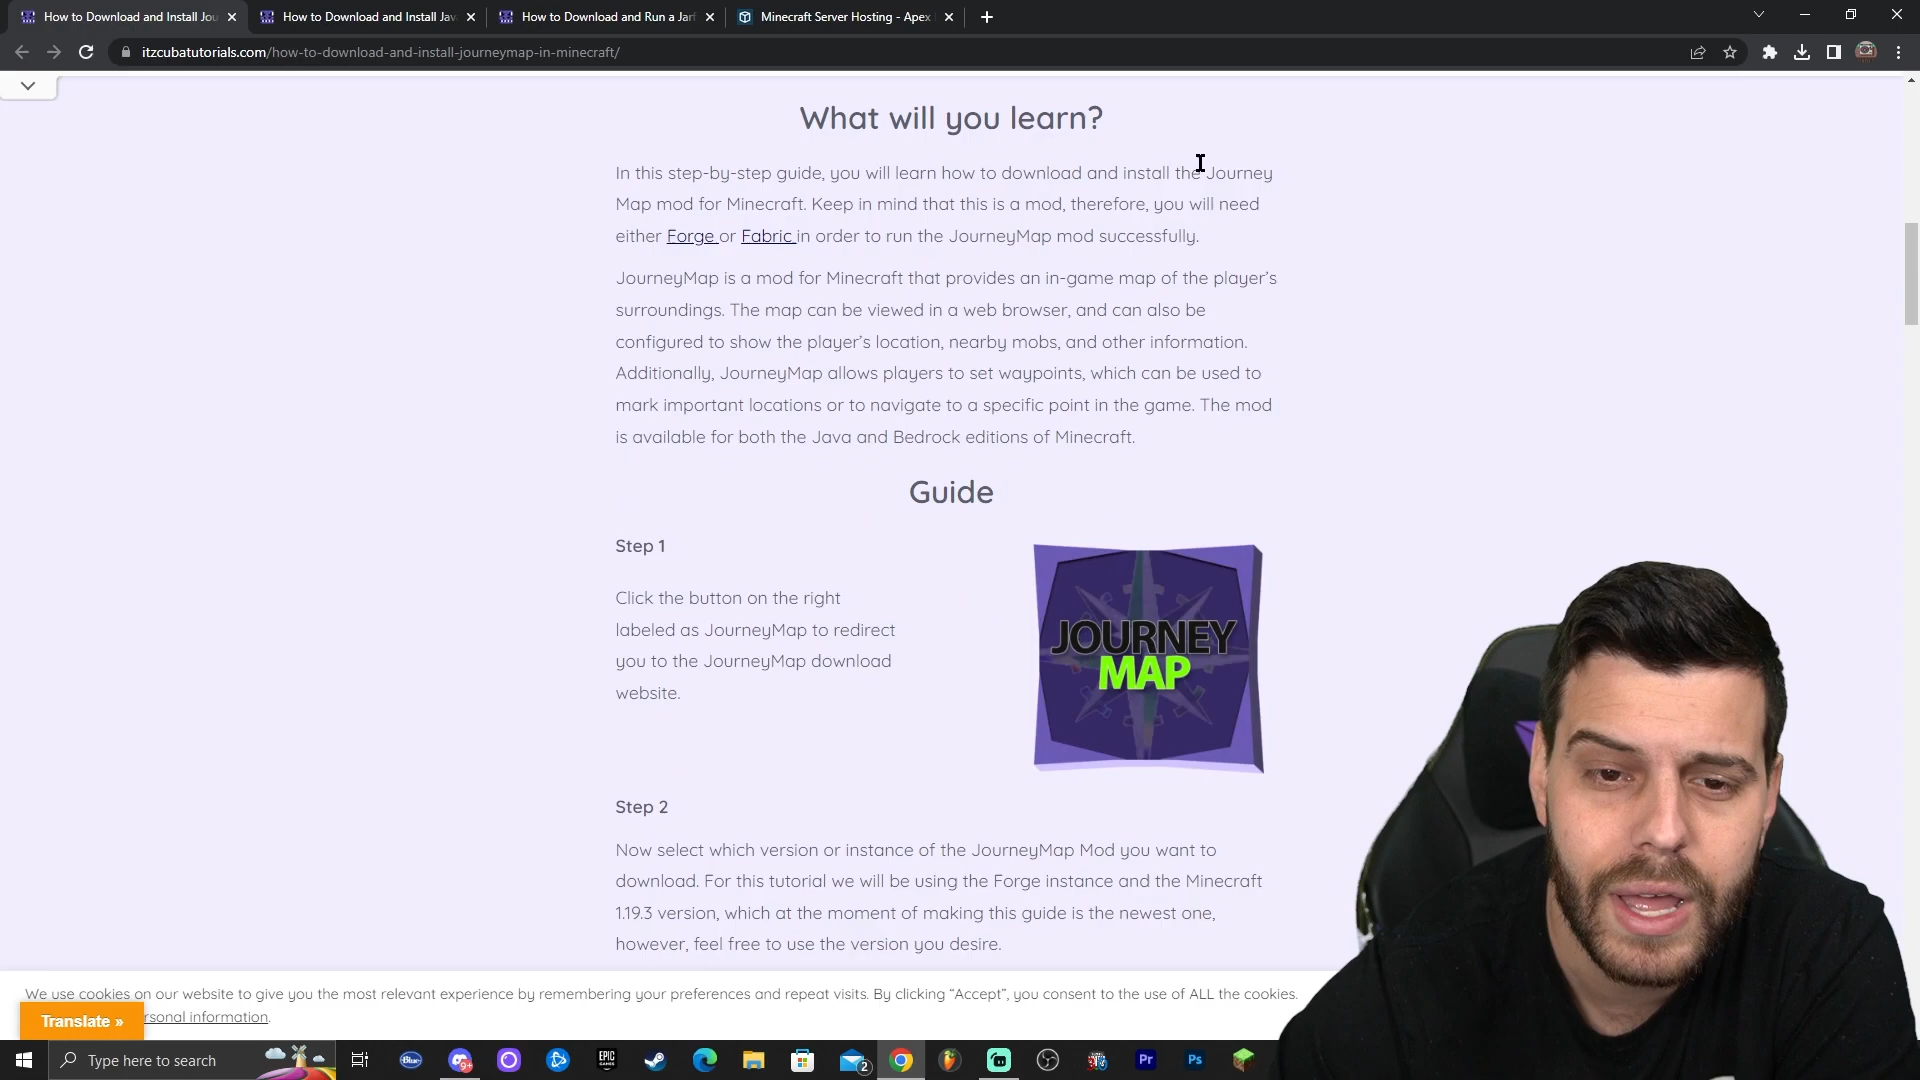 How to Download and Install Jou
How to Download and Install Jav
How to Download and Run a Jarf
Minecraft Server Hosting - Apex
itzcubatutorials.com/how-to-download-and-install-journeymap-in-minecraft/
What will you learn?
In this step-by-step guide, you will learn how to download and install the Journey
Map mod for Minecraft. Keep in mind that this is a mod, therefore, you will need
either Forge or Fabric in order to run the JourneyMap mod successfully.
JourneyMap is a mod for Minecraft that provides an in-game map of the player's
surroundings. The map can be viewed in a web browser, and can also be
configured to show the player's location, nearby mobs, and other information.
Additionally, JourneyMap allows players to set waypoints, which can be used to
mark important locations or to navigate to a specific point in the game. The mod
is available for both the Java and Bedrock editions of Minecraft.
Guide
Step 1
Click the button on the right
labeled as JourneyMap to redirect
you to the JourneyMap download
website.
JOURNEY
MAP
Step 2
Now select which version or instance of the JourneyMap Mod you want to
download. For this tutorial we will be using the Forge instance and the Minecraft
1.19.3 version, which at the moment of making this guide is the newest one,
however, feel free to use the version you desire.
We use cookies on our website to give you the most relevant experience by remembering your preferences and repeat visits. By clicking “Accept”, you consent to the use of ALL the cookies.
Translate »
rsonal information.
Type here to search
Blue
9+
EPIC
GAMES
2
Pr
Ps